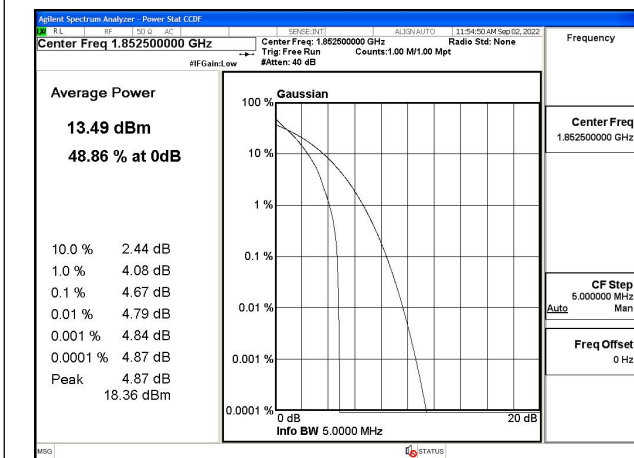 Agilent Spectrum Analyzer - Power Stat CCDF
RL RF 50 Ω AC SENSE:INT ALIGN AUTO 11:54:50 AM Sep 02, 2022
Center Freq 1.852500000 GHz
Center Freq: 1.852500000 GHz Radio Std: None
Trig: Free Run Counts:1.00 M/1.00 Mpt
#IFGain:Low #Atten: 40 dB
Frequency
Average Power
13.49 dBm
48.86 % at 0dB
10.0 % 2.44 dB
1.0 % 4.08 dB
0.1 % 4.67 dB
0.01 % 4.79 dB
0.001 % 4.84 dB
0.0001 % 4.87 dB
Peak 4.87 dB
18.36 dBm
Gaussian
100 %
10 %
1 %
0.1 %
0.01 %
0.001 %
0.0001 %
0 dB 20 dB
Info BW 5.0000 MHz
Center Freq
1.852500000 GHz
CF Step
5.000000 MHz
Auto Man
Freq Offset
0 Hz
MSG STATUS